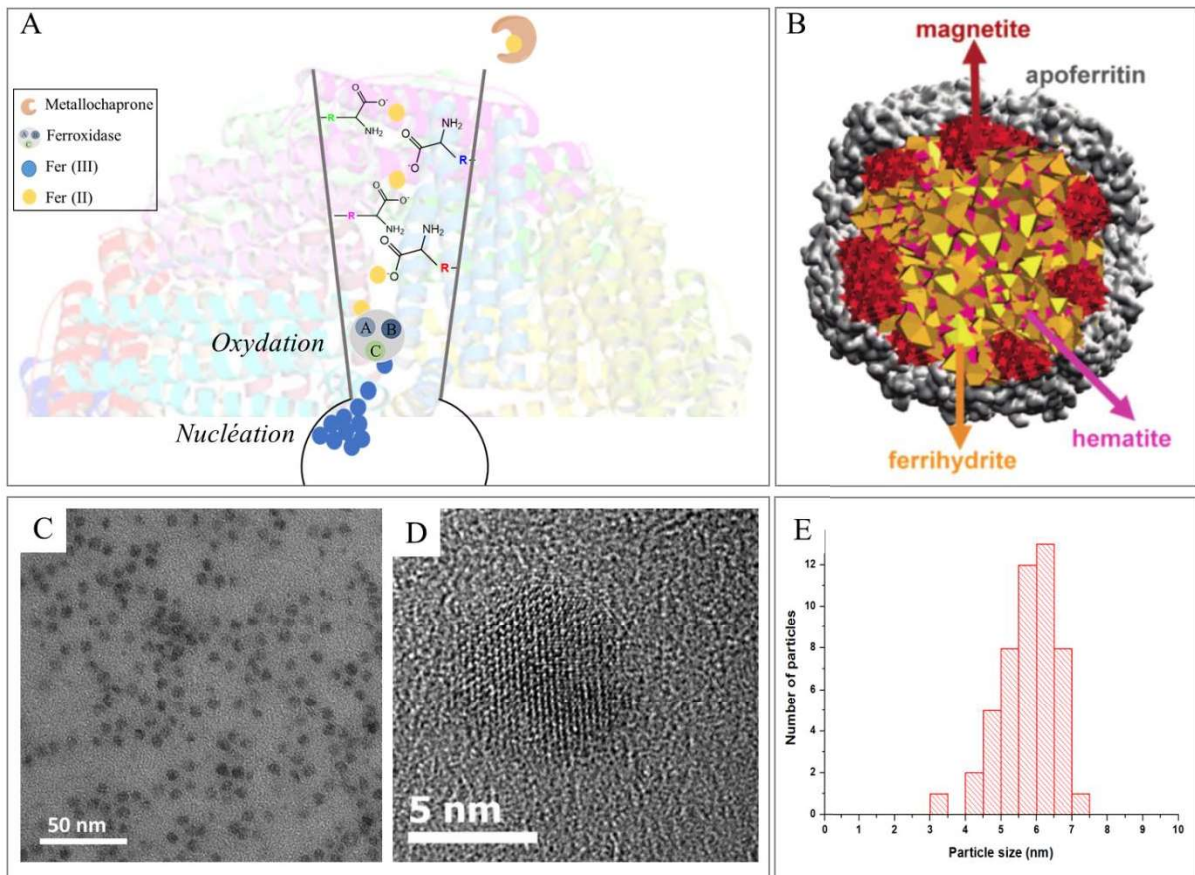 A
Metallochaprone
A B
C
Ferroxidase
Fer (III)
Fer (II)
R
O
O-
NH2
NH2
O
O-
R
R
O
O-
NH2
NH2
O
-O
R
Oxydation
A B
C
Nucléation
B
magnetite
apoferritin
hematite
ferrihydrite
C
50 nm
D
5 nm
E
Number of particles
12
10
8
6
4
2
0
0 1 2 3 4 5 6 7 8 9 10
Particle size (nm)